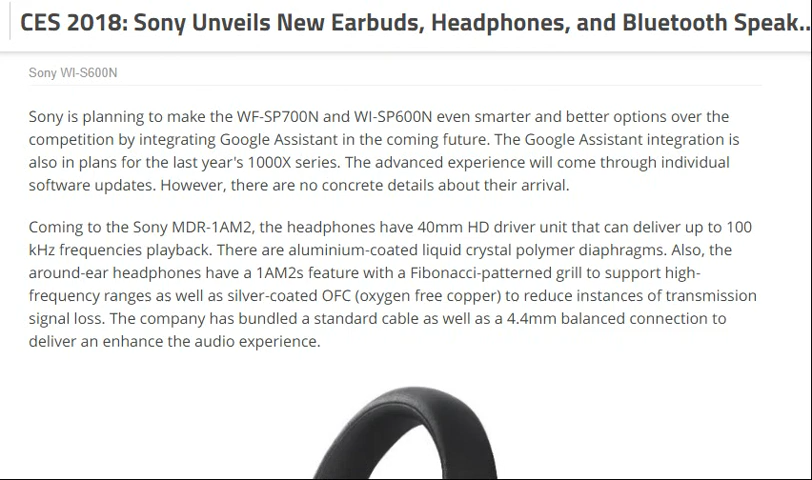 CES 2018: Sony Unveils New Earbuds, Headphones, and Bluetooth Speak...
Sony WI-S600N
Sony is planning to make the WF-SP700N and WI-SP600N even smarter and better options over the
competition by integrating Google Assistant in the coming future. The Google Assistant integration is
also in plans for the last year's 1000X series. The advanced experience will come through individual
software updates. However, there are no concrete details about their arrival.
Coming to the Sony MDR-1AM2, the headphones have 40mm HD driver unit that can deliver up to 100
kHz frequencies playback. There are aluminium-coated liquid crystal polymer diaphragms. Also, the
around-ear headphones have a 1AM2s feature with a Fibonacci-patterned grill to support high-
frequency ranges as well as silver-coated OFC (oxygen free copper) to reduce instances of transmission
signal loss. The company has bundled a standard cable as well as a 4.4mm balanced connection to
deliver an enhance the audio experience.